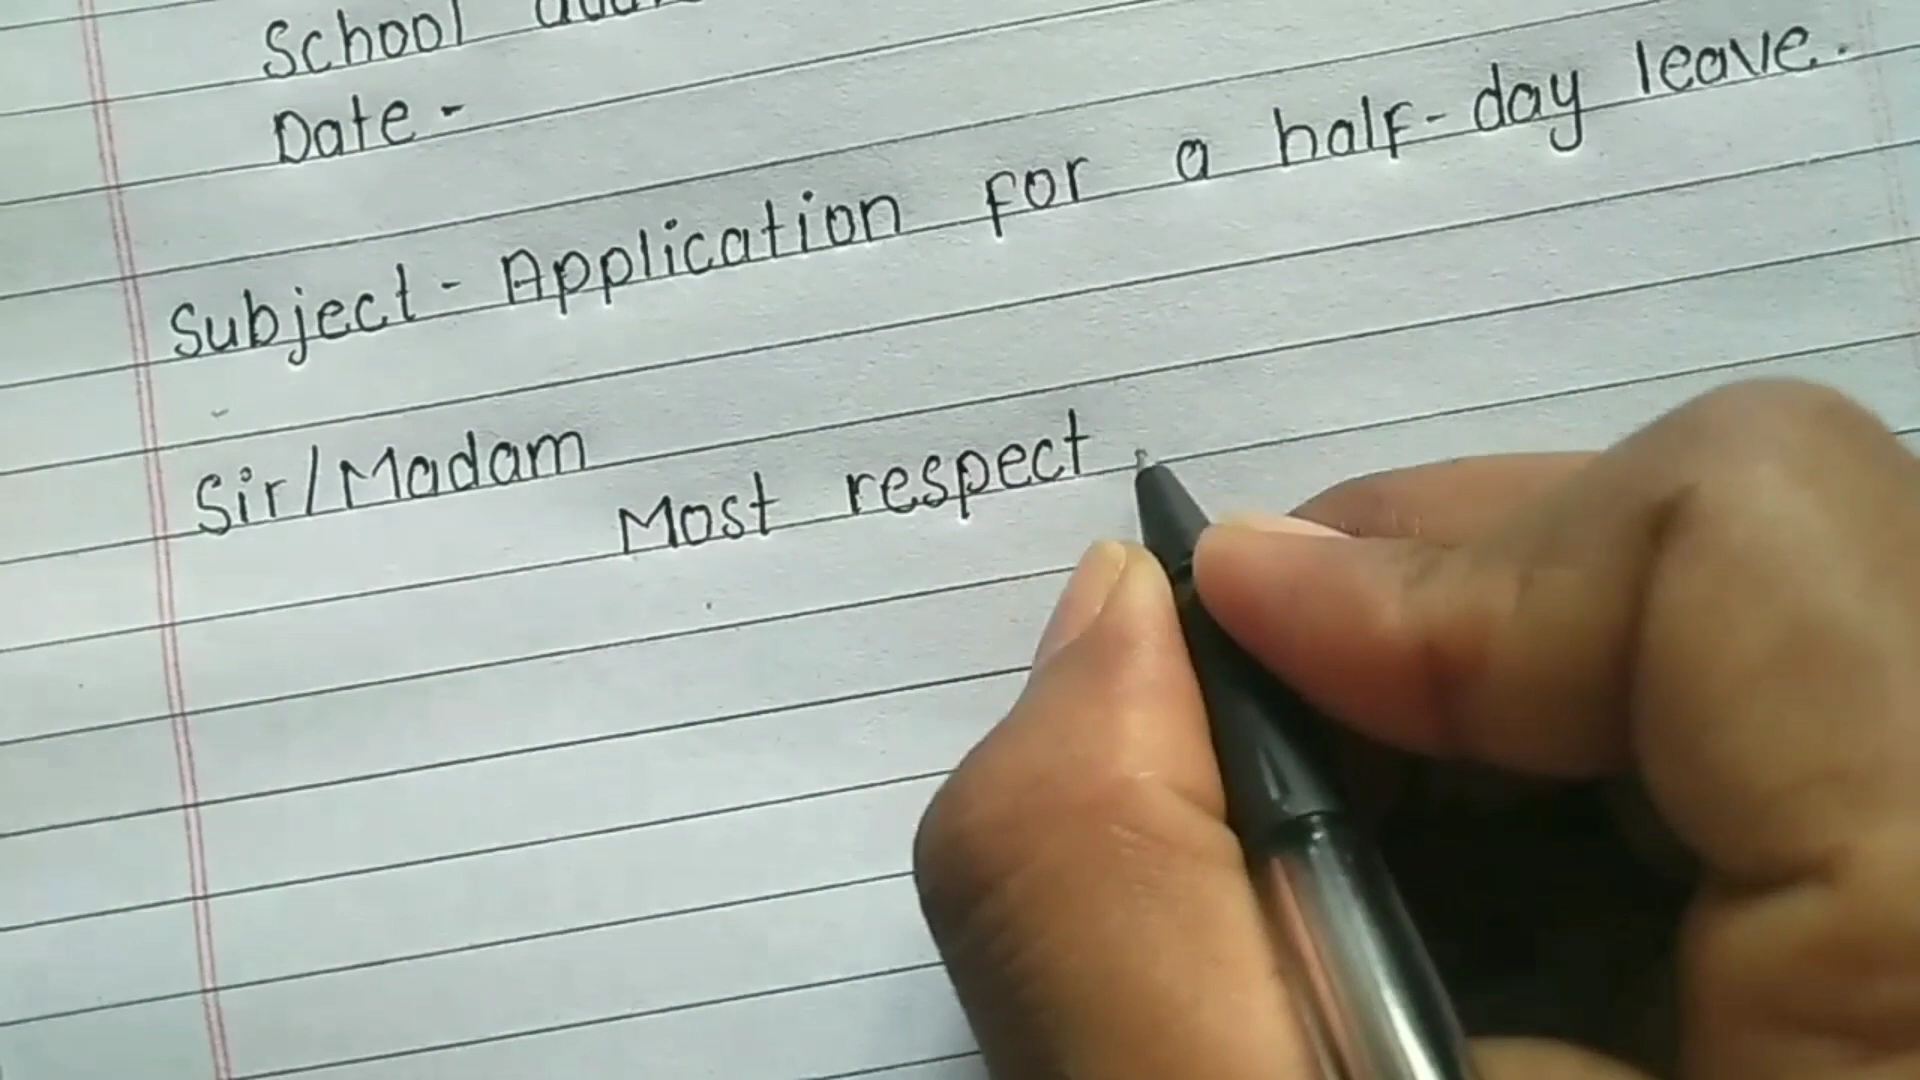 School
Date -
Subject - Application for a half-day leave.
Sir/Madam
Most respect